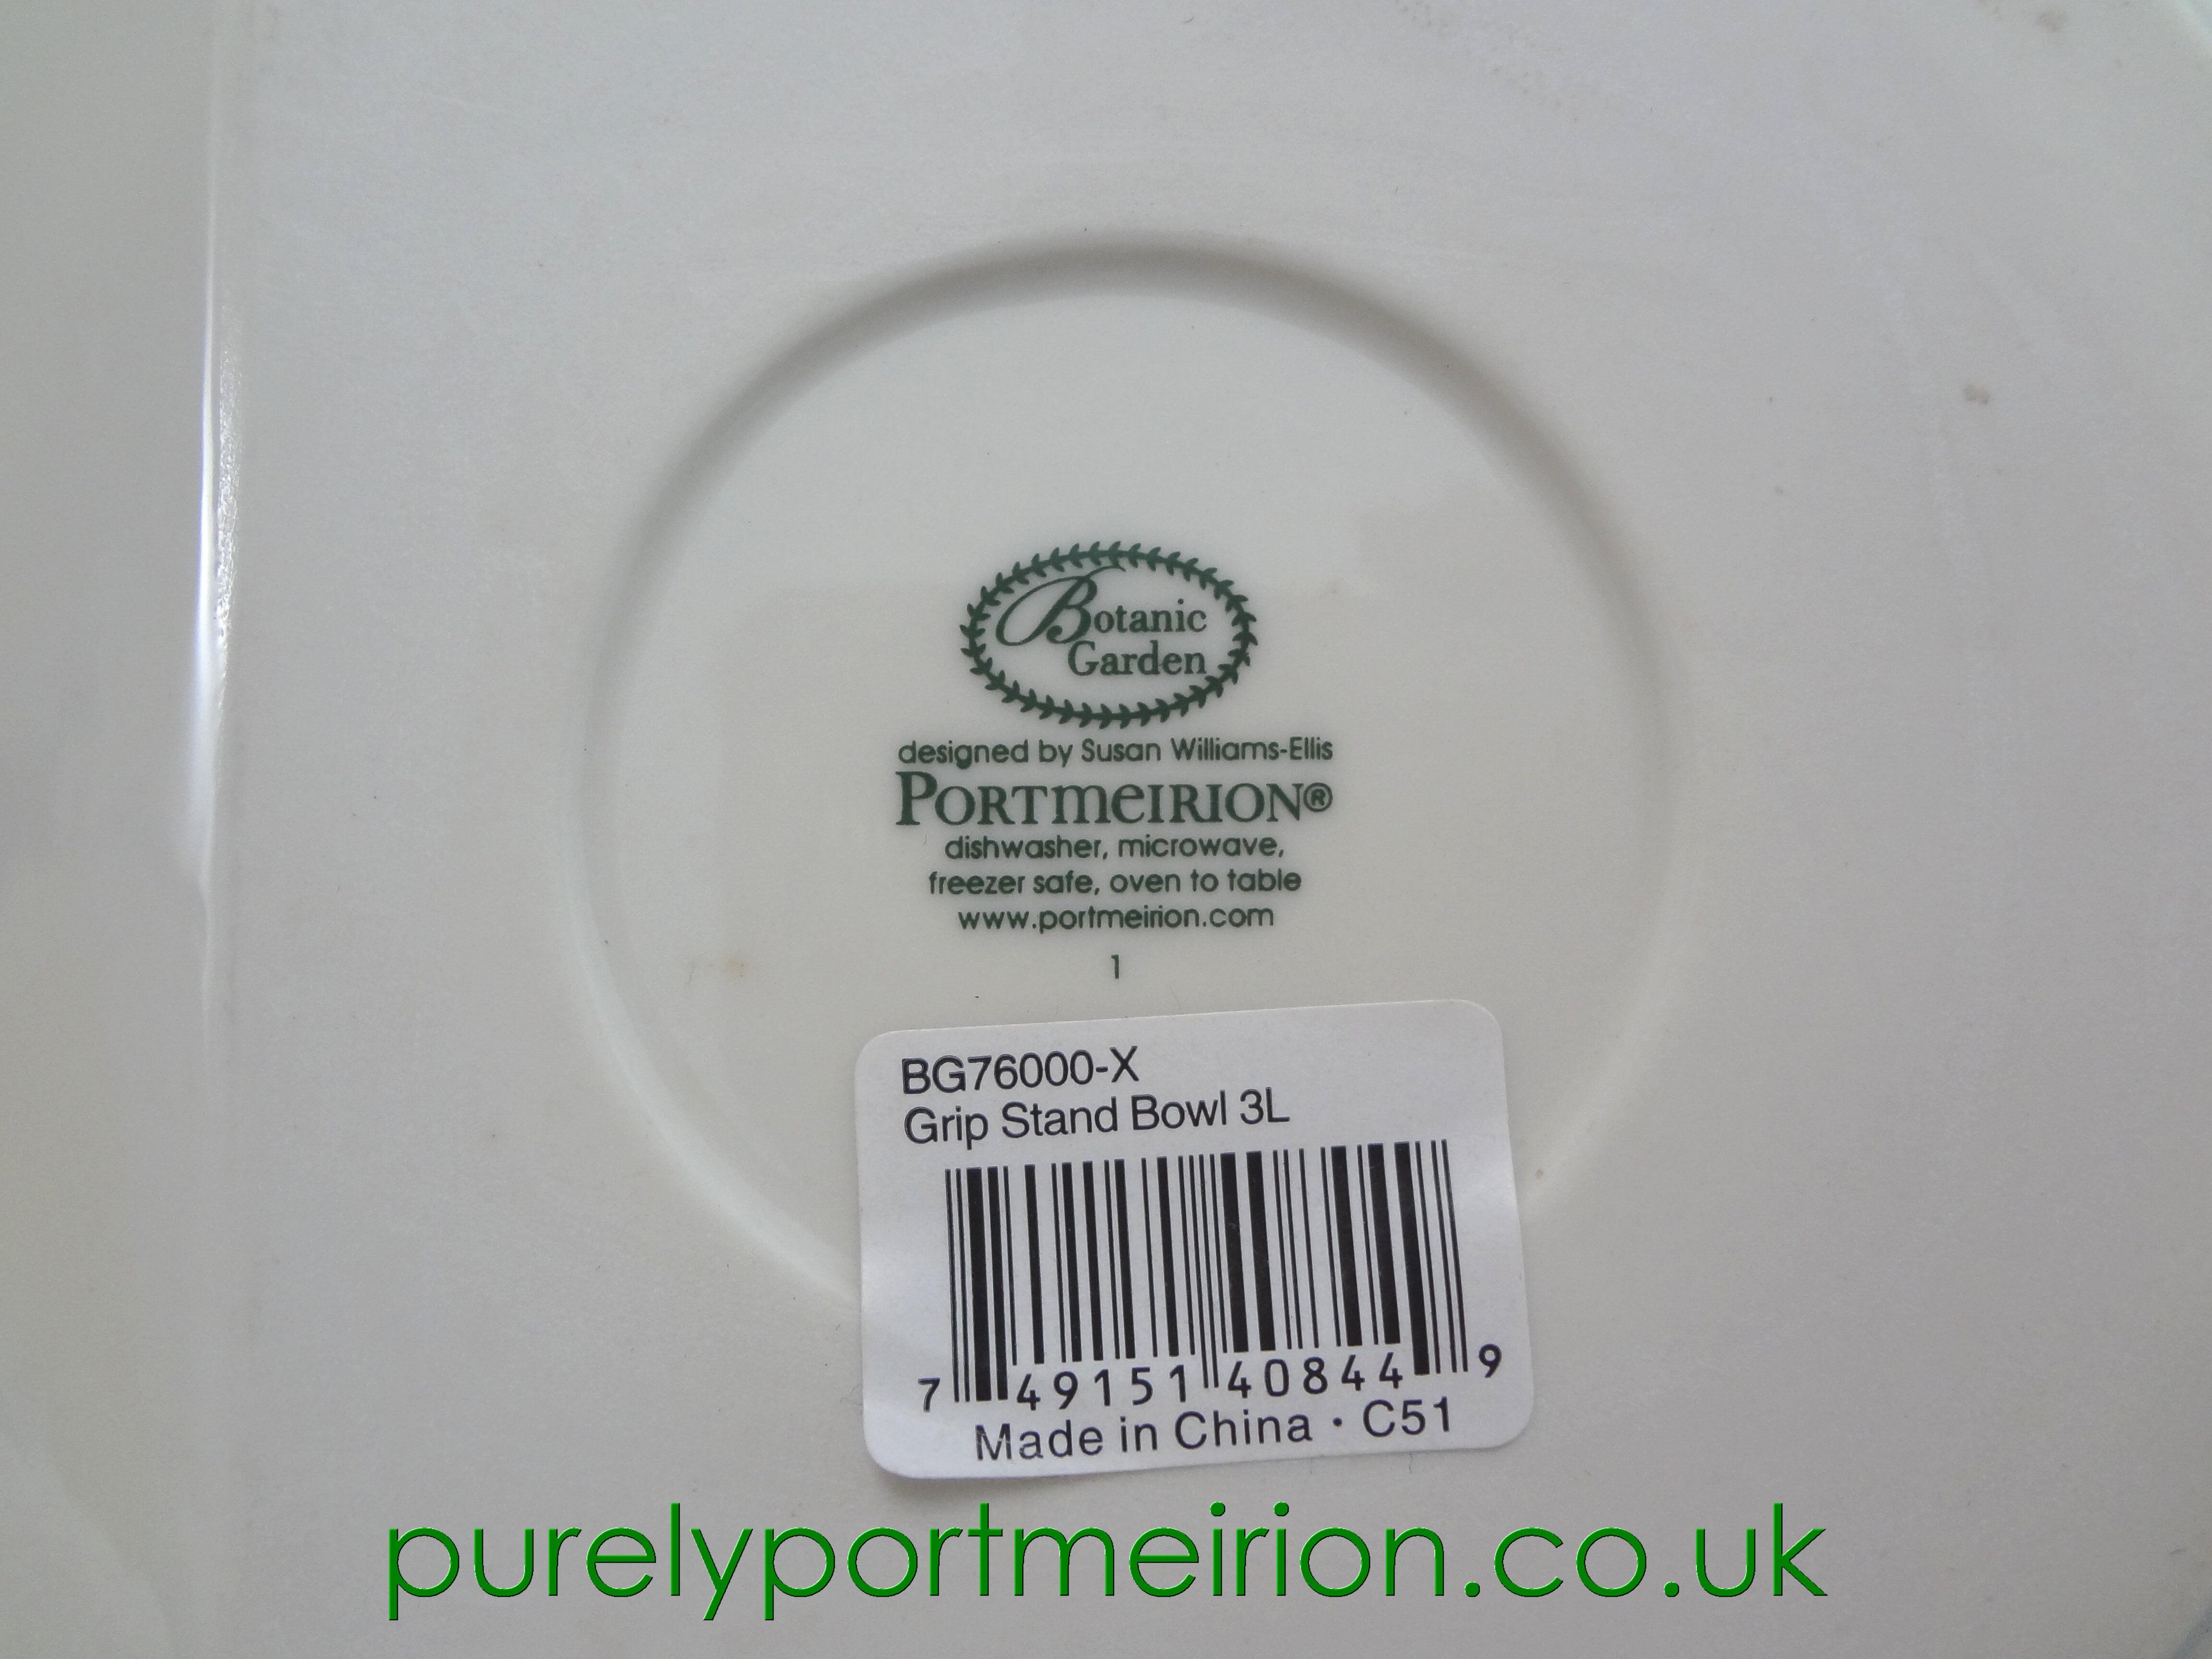 Botanic
Garden
designed by Susan Williams-Ellis
PORTMEIRION®
dishwasher, microwave,
freezer safe, oven to table
www.portmeirion.com
1
BG76000-X
Grip Stand Bowl 3L
7 49151 40844 9
Made in China · C51
purelyportmeirion.co.uk